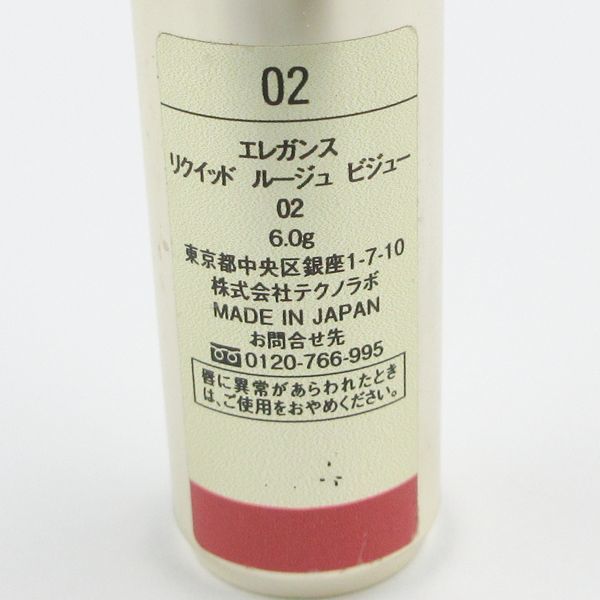 02
エレガンス
リクイッド ルージュ ビジュー
02
6.0g
東京都中央区銀座1-7-10
株式会社テクノラボ
MADE IN JAPAN
お問合せ先
0120-766-995
唇に異常があらわれたとき
は、ご使用をおやめください。